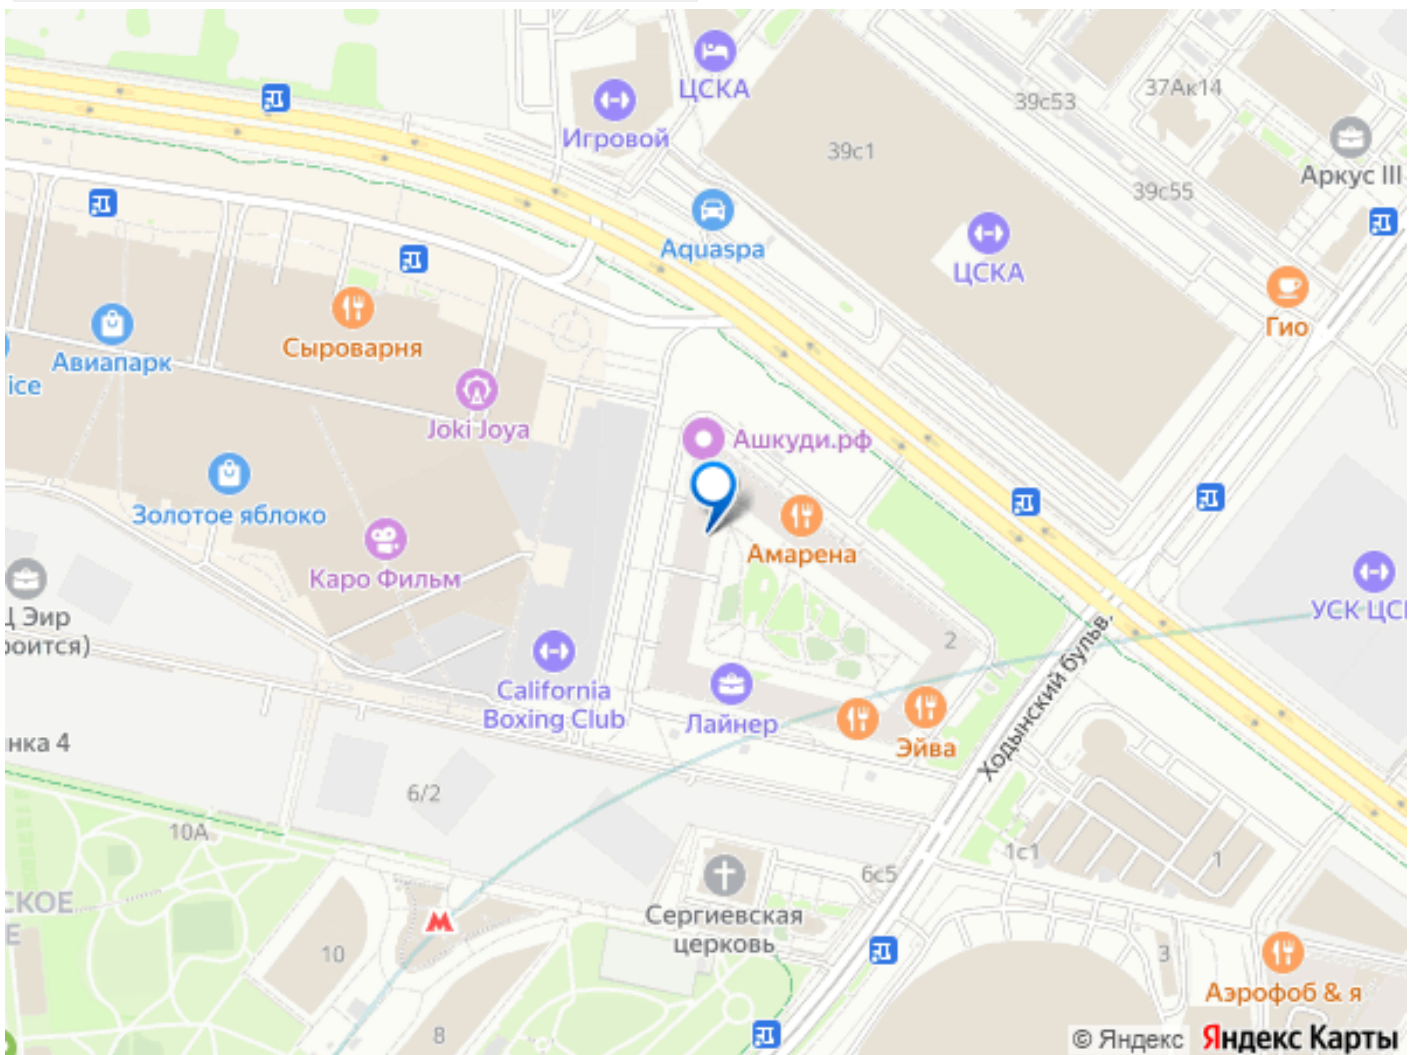 ЦСКА
Игровой
39с1
39с53
37Ак14
Аркус III
39с55
Aquaspa
ЦСКА
Гио
Сыроварня
Авиапарк
ice
Joki Joya
Ашкуди.рф
Золотое яблоко
Каро Фильм
Амарена
УСК ЦСК
Ц Эир
роится)
2
California
Boxing Club
Лайнер
Эйва
Ходынский бульв.
нка 4
6/2
10А
1с1
1
6с5
СКОЕ
Е
М
Сергиевская
церковь
10
3
8
Аэрофоб & я
© Яндекс Яндекс Карты